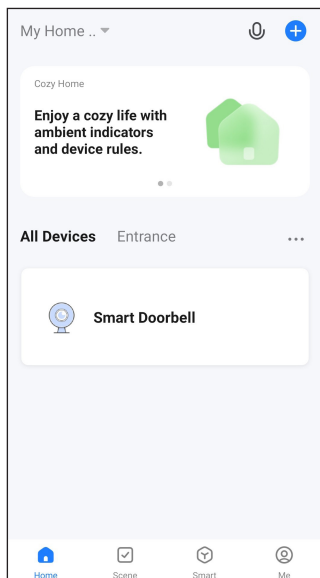 My Home ..
Cozy Home
Enjoy a cozy life with
ambient indicators
and device rules.
All Devices Entrance
Smart Doorbell
Home Scene Smart Me